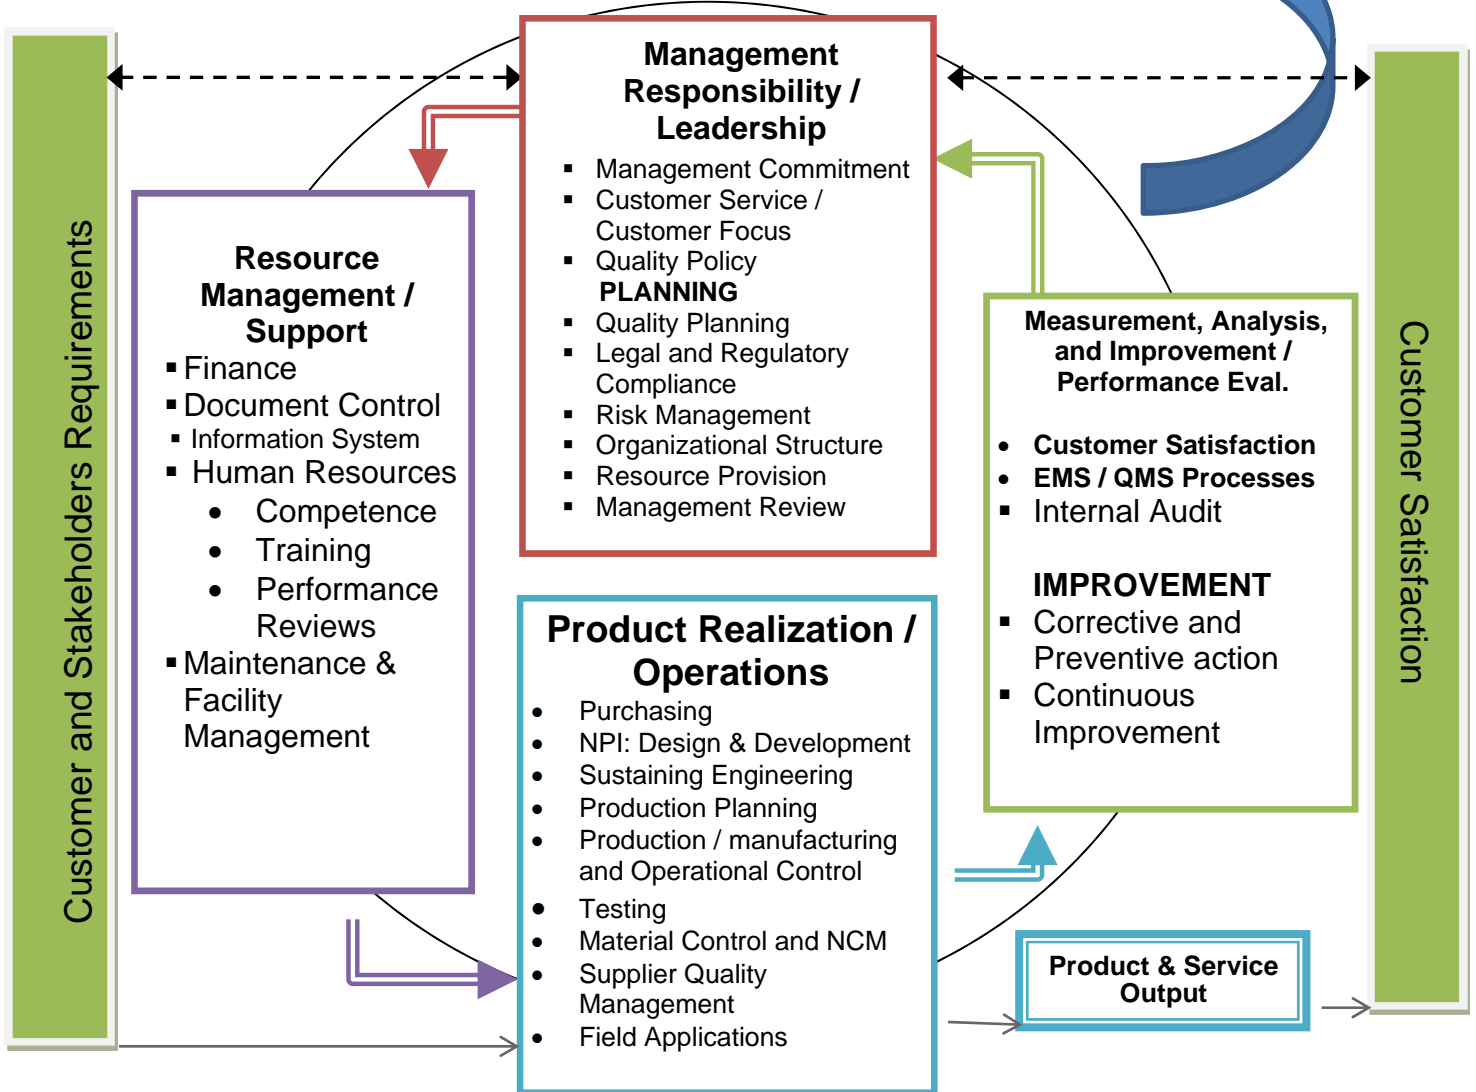 Customer and Stakeholders Requirements
Management
Responsibility /
Leadership
▪ Management Commitment
▪ Customer Service /
Customer Focus
▪ Quality Policy
PLANNING
▪ Quality Planning
▪ Legal and Regulatory
Compliance
▪ Risk Management
▪ Organizational Structure
▪ Resource Provision
▪ Management Review
Resource
Management /
Support
▪ Finance
▪ Document Control
▪ Information System
▪ Human Resources
• Competence
• Training
• Performance
Reviews
▪ Maintenance &
Facility
Management
Product Realization /
Operations
• Purchasing
• NPI: Design & Development
• Sustaining Engineering
• Production Planning
• Production / manufacturing
and Operational Control
• Testing
• Material Control and NCM
• Supplier Quality
Management
• Field Applications
Measurement, Analysis,
and Improvement /
Performance Eval.
• Customer Satisfaction
• EMS / QMS Processes
▪ Internal Audit
IMPROVEMENT
▪ Corrective and
Preventive action
▪ Continuous
Improvement
Product & Service
Output
Customer Satisfaction